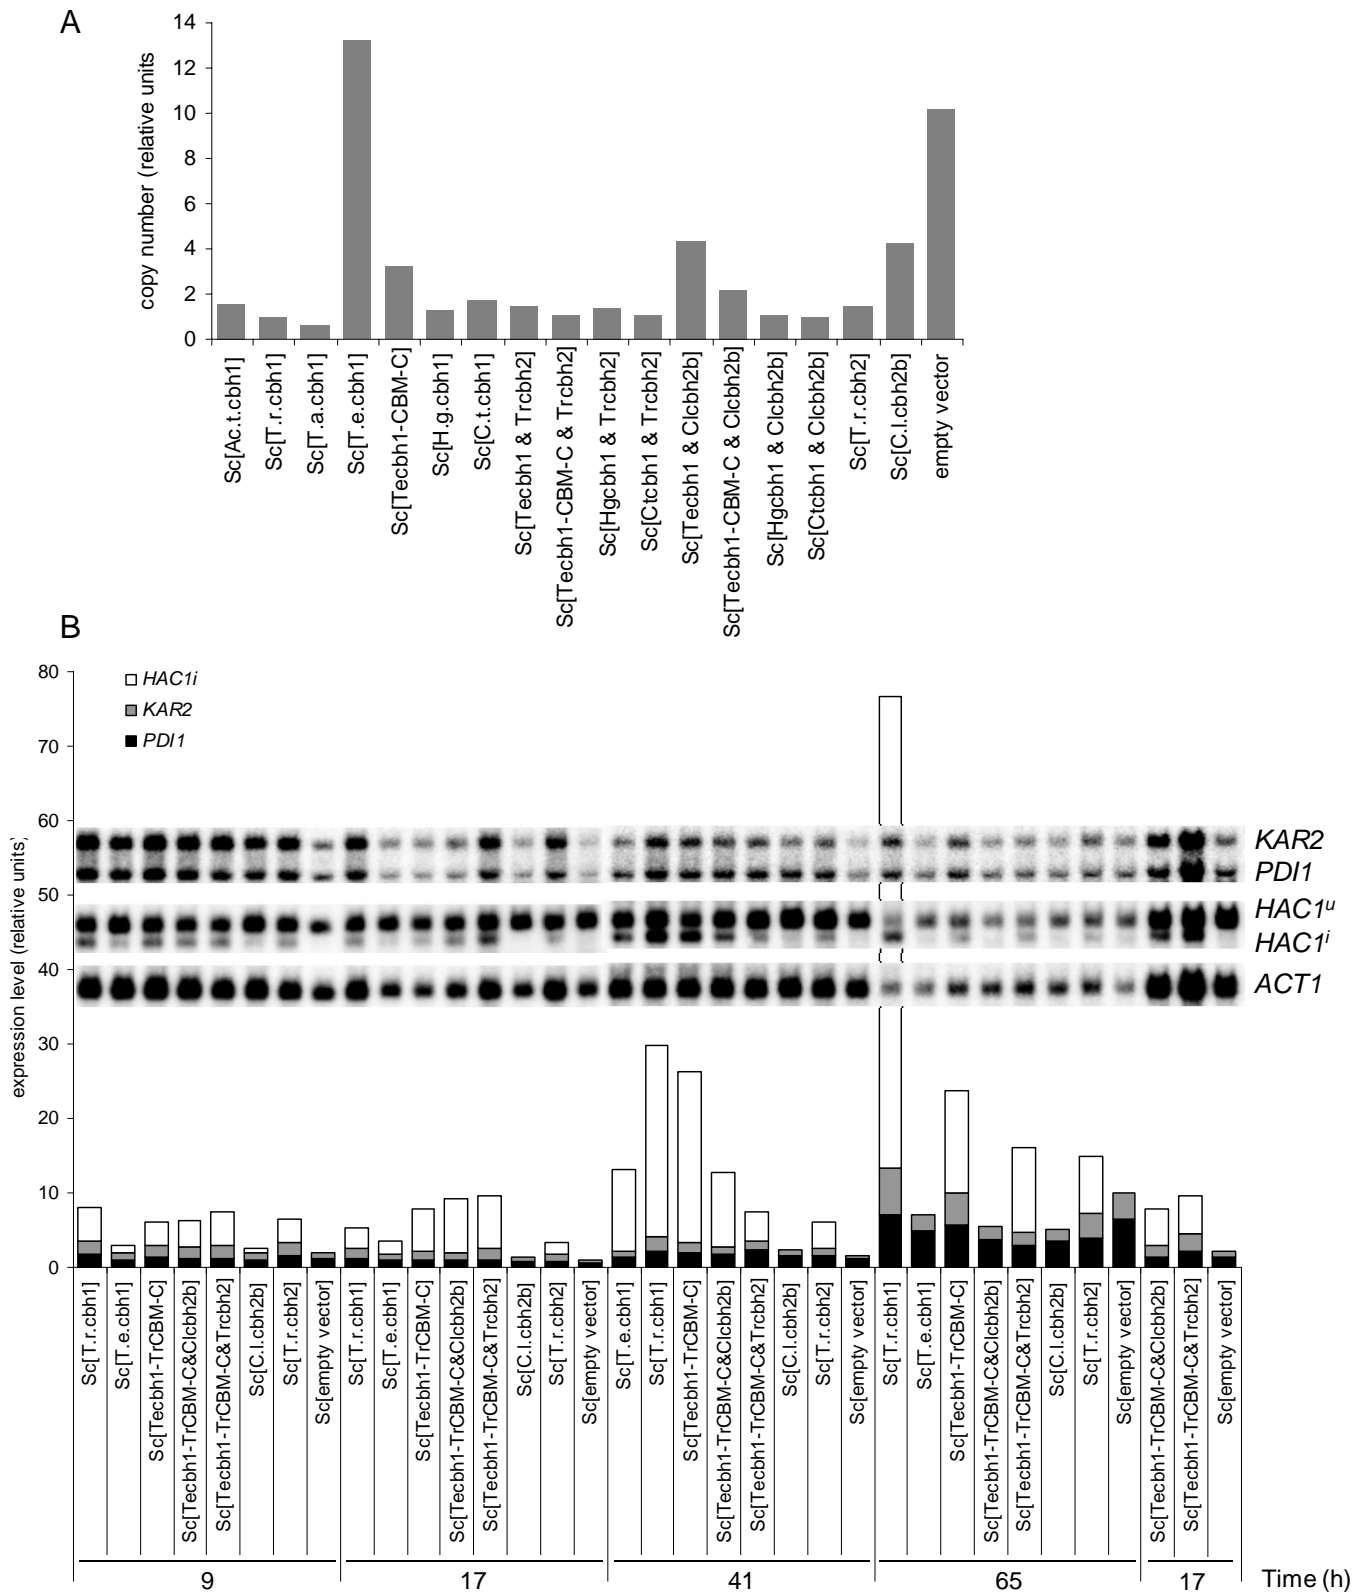 A
copy number (relative units
14
12
10
8
6
4
2
0
Sc[Ac.t.cbh1]
Sc[T.r.cbh1]
Sc[T.a.cbh1]
Sc[T.e.cbh1]
Sc[Tecbh1-CBM-C]
Sc[H.g.cbh1]
Sc[C.t.cbh1]
Sc[Tecbh1 & Trcbh2]
Sc[Tecbh1-CBM-C & Trcbh2]
Sc[Hgcbh1 & Trcbh2]
Sc[Ctcbh1 & Trcbh2]
Sc[Tecbh1 & Clcbh2b]
Sc[Tecbh1-CBM-C & Clcbh2b]
Sc[Hgcbh1 & Clcbh2b]
Sc[Ctcbh1 & Clcbh2b]
Sc[T.r.cbh2]
Sc[C.l.cbh2b]
empty vector
B
expression level (relative units)
80
70
60
50
40
30
20
10
0
HAC1i
KAR2
PDI1
KAR2
PDI1
HAC1u
HAC1i
ACT1
Sc[T.r.cbh1]
Sc[T.e.cbh1]
Sc[Tecbh1-TrCBM-C]
Sc[Tecbh1-TrCBM-C&Clcbh2b]
Sc[Tecbh1-TrCBM-C&Trcbh2]
Sc[C.l.cbh2b]
Sc[T.r.cbh2]
Sc[empty vector]
Sc[T.r.cbh1]
Sc[T.e.cbh1]
Sc[Tecbh1-TrCBM-C]
Sc[Tecbh1-TrCBM-C&Clcbh2b]
Sc[Tecbh1-TrCBM-C&Trcbh2]
Sc[C.l.cbh2b]
Sc[T.r.cbh2]
Sc[empty vector]
Sc[T.e.cbh1]
Sc[T.r.cbh1]
Sc[Tecbh1-TrCBM-C]
Sc[Tecbh1-TrCBM-C&Clcbh2b]
Sc[Tecbh1-TrCBM-C&Trcbh2]
Sc[C.l.cbh2b]
Sc[T.r.cbh2]
Sc[empty vector]
Sc[T.r.cbh1]
Sc[T.e.cbh1]
Sc[Tecbh1-TrCBM-C]
Sc[Tecbh1-TrCBM-C&Clcbh2b]
Sc[Tecbh1-TrCBM-C&Trcbh2]
Sc[C.l.cbh2b]
Sc[T.r.cbh2]
Sc[empty vector]
Sc[Tecbh1-TrCBM-C&Clcbh2b]
Sc[Tecbh1-TrCBM-C&Trcbh2]
Sc[empty vector]
9 17 41 65 17 Time (h)